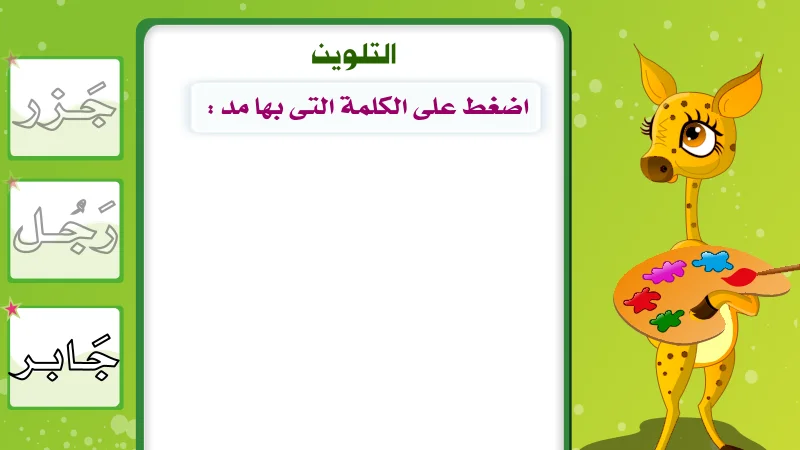 التلوين
اضغط على الكلمة التى بها مد :
جَزر
رَجُل
جَابر